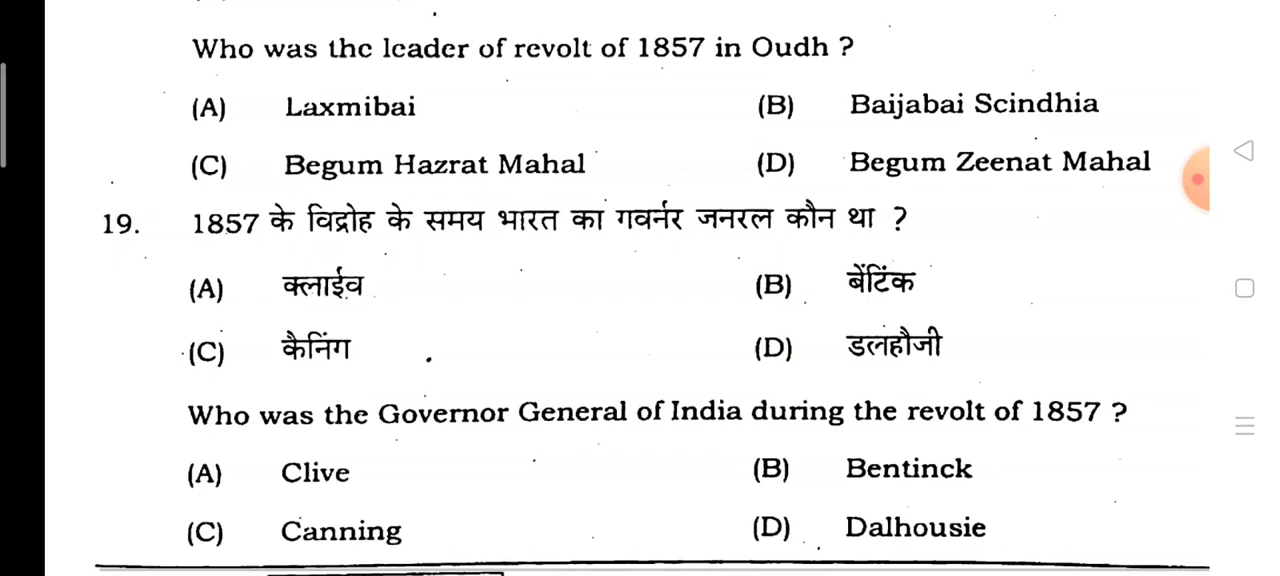 Who was the leader of revolt of 1857 in Oudh ?
(A) Laxmibai (B) Baijabai Scindhia
(C) Begum Hazrat Mahal (D) Begum Zeenat Mahal
19. 1857 के विद्रोह के समय भारत का गवर्नर जनरल कौन था ?
(A) क्लाईव (B) बेंटिंक
(C) कैनिंग (D) डलहौजी
Who was the Governor General of India during the revolt of 1857 ?
(A) Clive (B) Bentinck
(C) Canning (D) Dalhousie